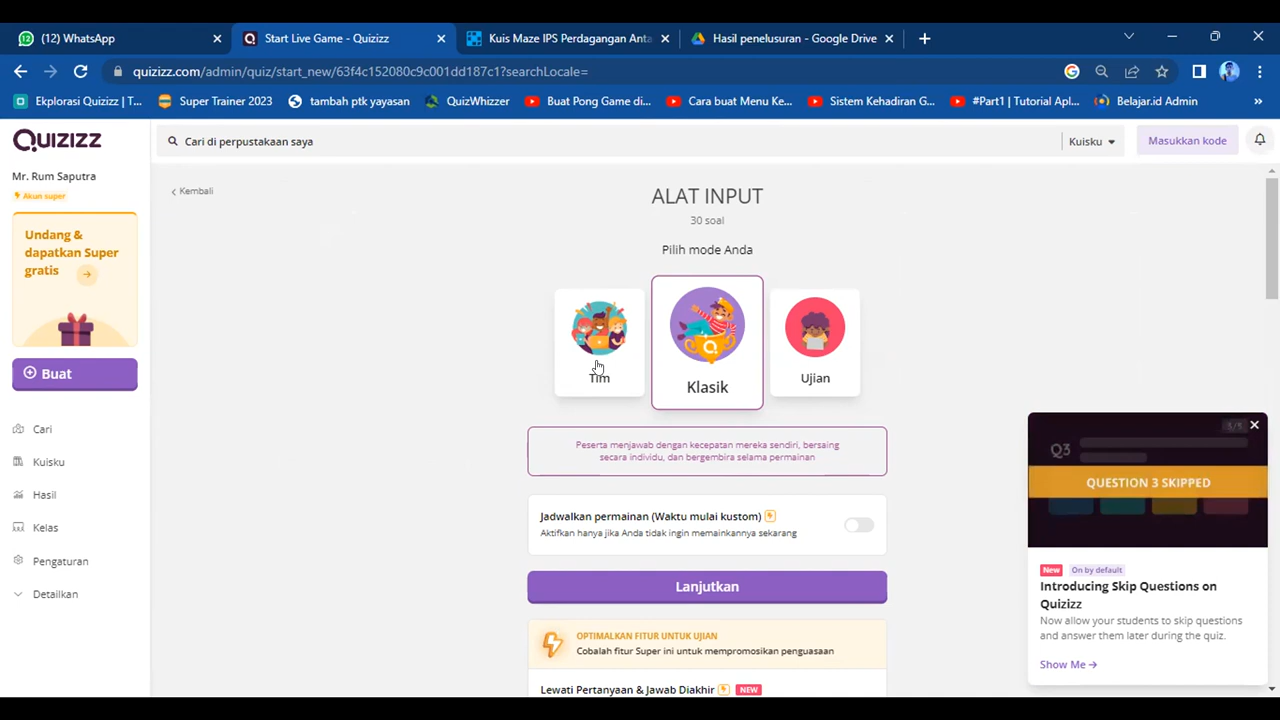 (12) WhatsApp
Start Live Game - Quizizz
Kuis Maze IPS Perdagangan Anta
Hasil penelusuran - Google Drive
quizizz.com/admin/quiz/start_new/63f4c152080c9c001dd187c1?searchLocale=
Ekplorasi Quizizz | T...
Super Trainer 2023
tambah ptk yayasan
QuizWhizzer
Buat Pong Game di...
Cara buat Menu Ke...
Sistem Kehadiran G...
#Part1 | Tutorial Apl...
Belajar.id Admin
»
QUIZIZZ
Mr. Rum Saputra
Akun super
Undang &
dapatkan Super
gratis
Buat
Cari
Kuisku
Hasil
Kelas
Pengaturan
Detailkan
Cari di perpustakaan saya
Kuisku
Masukkan kode
Kembali
ALAT INPUT
30 soal
Pilih mode Anda
Tim
Klasik
Ujian
Peserta menjawab dengan kecepatan mereka sendiri, bersaing
secara individu, dan bergembira selama permainan
Jadwalkan permainan (Waktu mulai kustom)
Aktifkan hanya jika Anda tidak ingin memainkannya sekarang
Lanjutkan
OPTIMALKAN FITUR UNTUK UJIAN
Cobalah fitur Super ini untuk mempromosikan penguasaan
Lewati Pertanyaan & Jawab Diakhir NEW
5/5
Q3
QUESTION 3 SKIPPED
New On by default
Introducing Skip Questions on
Quizizz
Now allow your students to skip questions
and answer them later during the quiz.
Show Me →